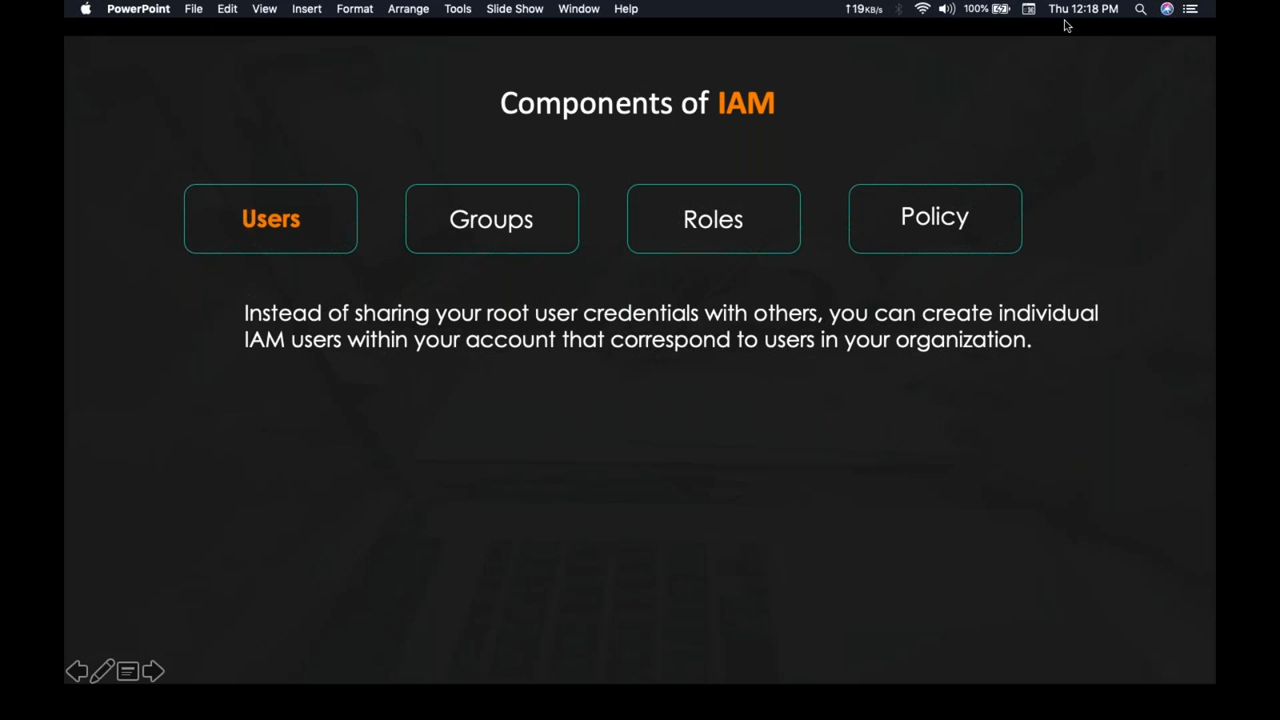 PowerPoint File Edit View Insert Format Arrange Tools Slide Show Window Help ↑19KB/s 100% Thu 12:18 PM
Components of IAM
Users Groups Roles Policy
Instead of sharing your root user credentials with others, you can create individual
IAM users within your account that correspond to users in your organization.